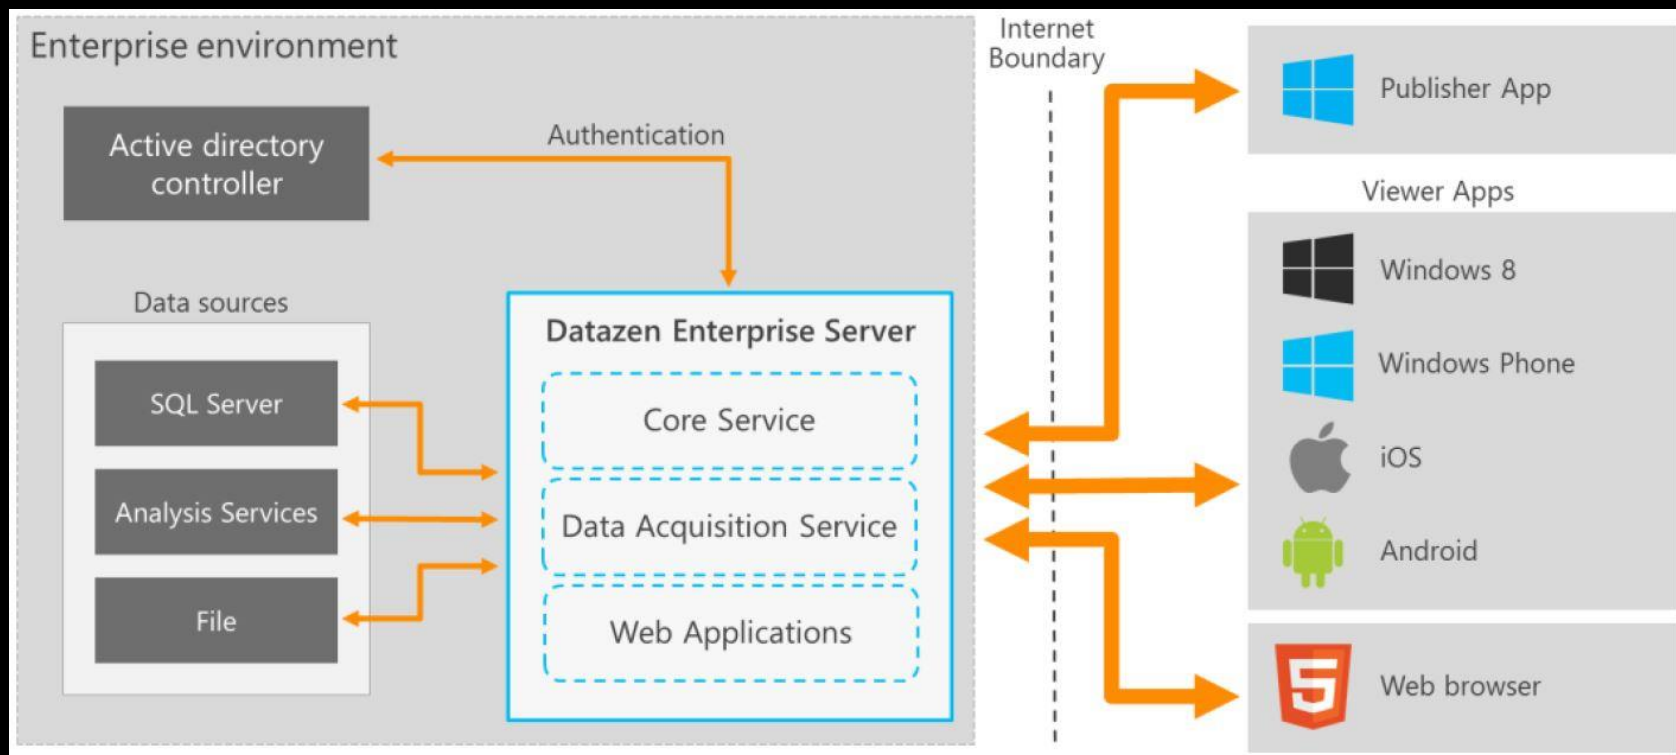 Enterprise environment
Internet
Boundary
Active directory
controller
Authentication
Data sources
SQL Server
Analysis Services
File
Datazen Enterprise Server
Core Service
Data Acquisition Service
Web Applications
Publisher App
Viewer Apps
Windows 8
Windows Phone
iOS
Android
5
Web browser